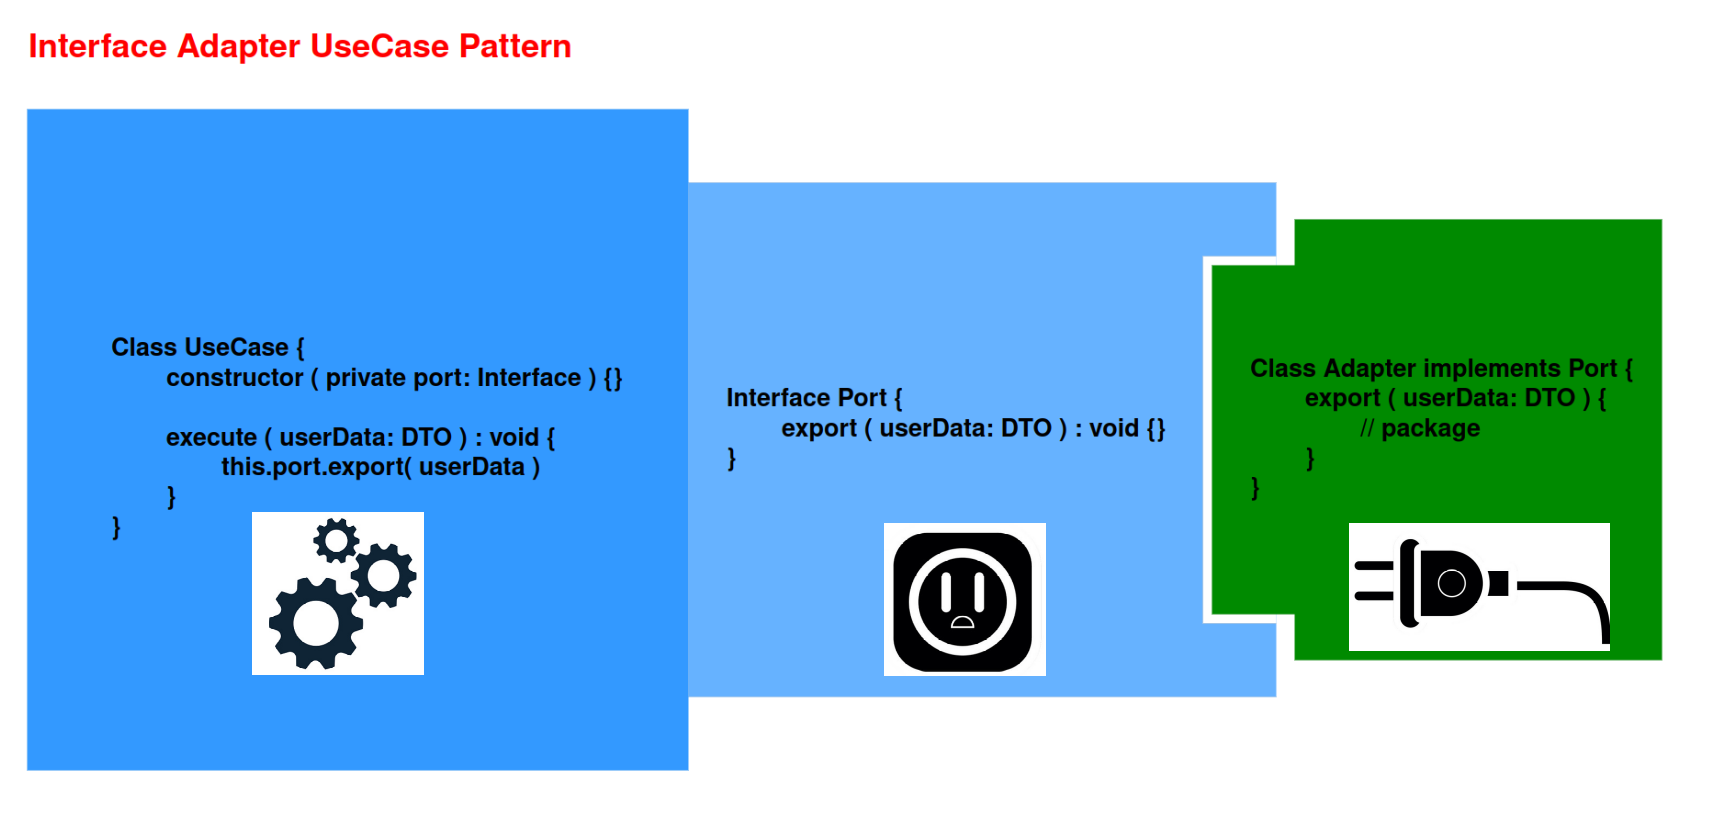 Interface Adapter UseCase Pattern
Class UseCase {
constructor ( private port: Interface ) {}
execute ( userData: DTO ) : void {
this.port.export( userData )
}
}
Interface Port {
export ( userData: DTO ) : void {}
}
Class Adapter implements Port {
export ( userData: DTO ) {
// package
}
}